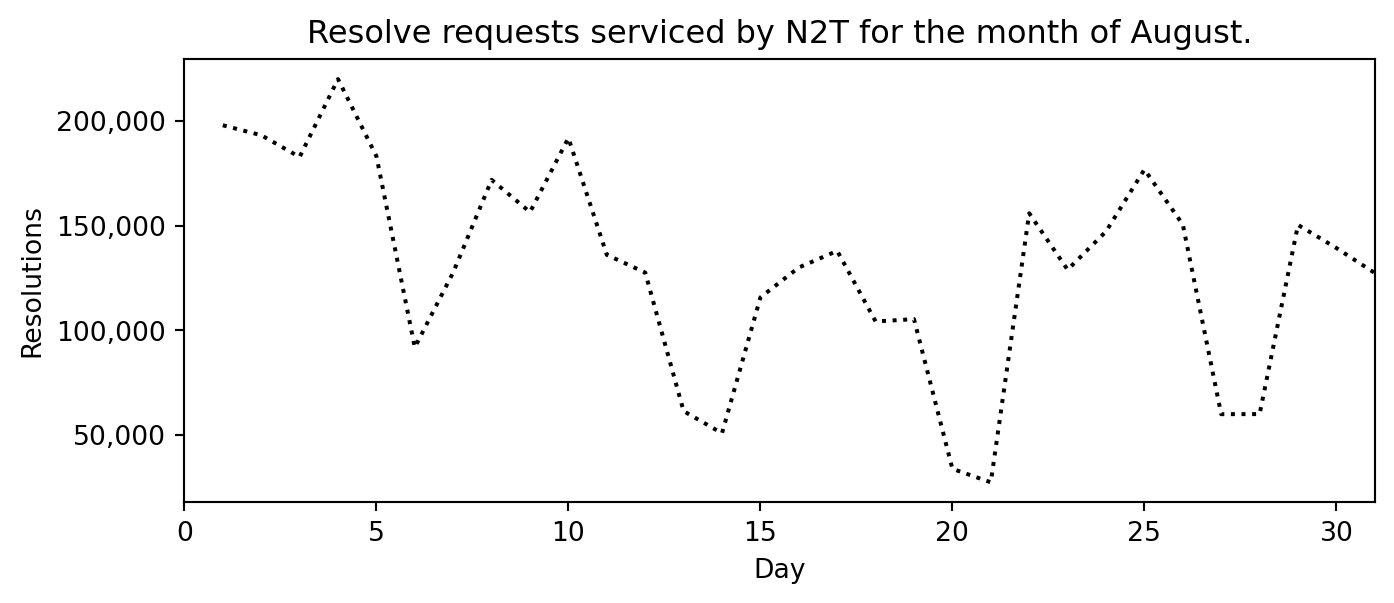 Resolve requests serviced by N2T for the month of August.
200,000
150,000
100,000
50,000
Resolutions
0 5 10 15 20 25 30
Day